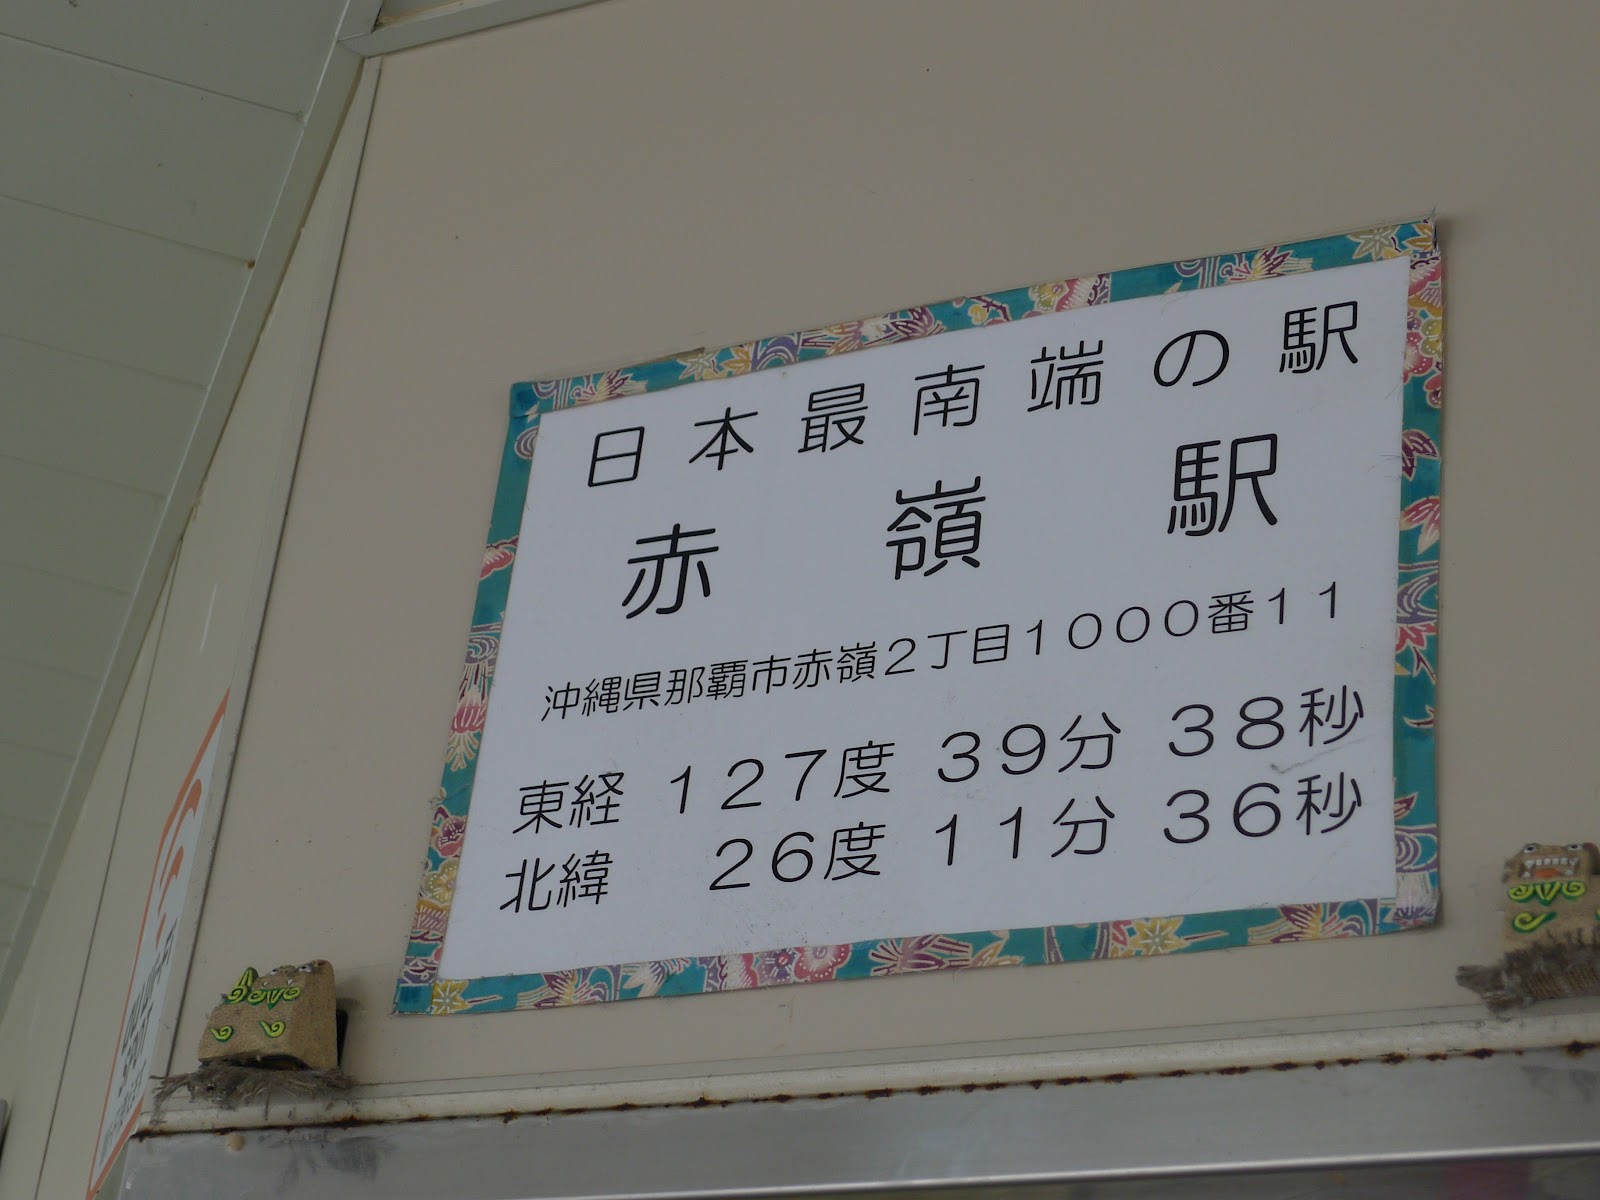 日本最南端の駅
赤嶺駅
沖縄県那覇市赤嶺2丁目1000番11
東経 127度 39分 38秒
北緯 26度 11分 36秒